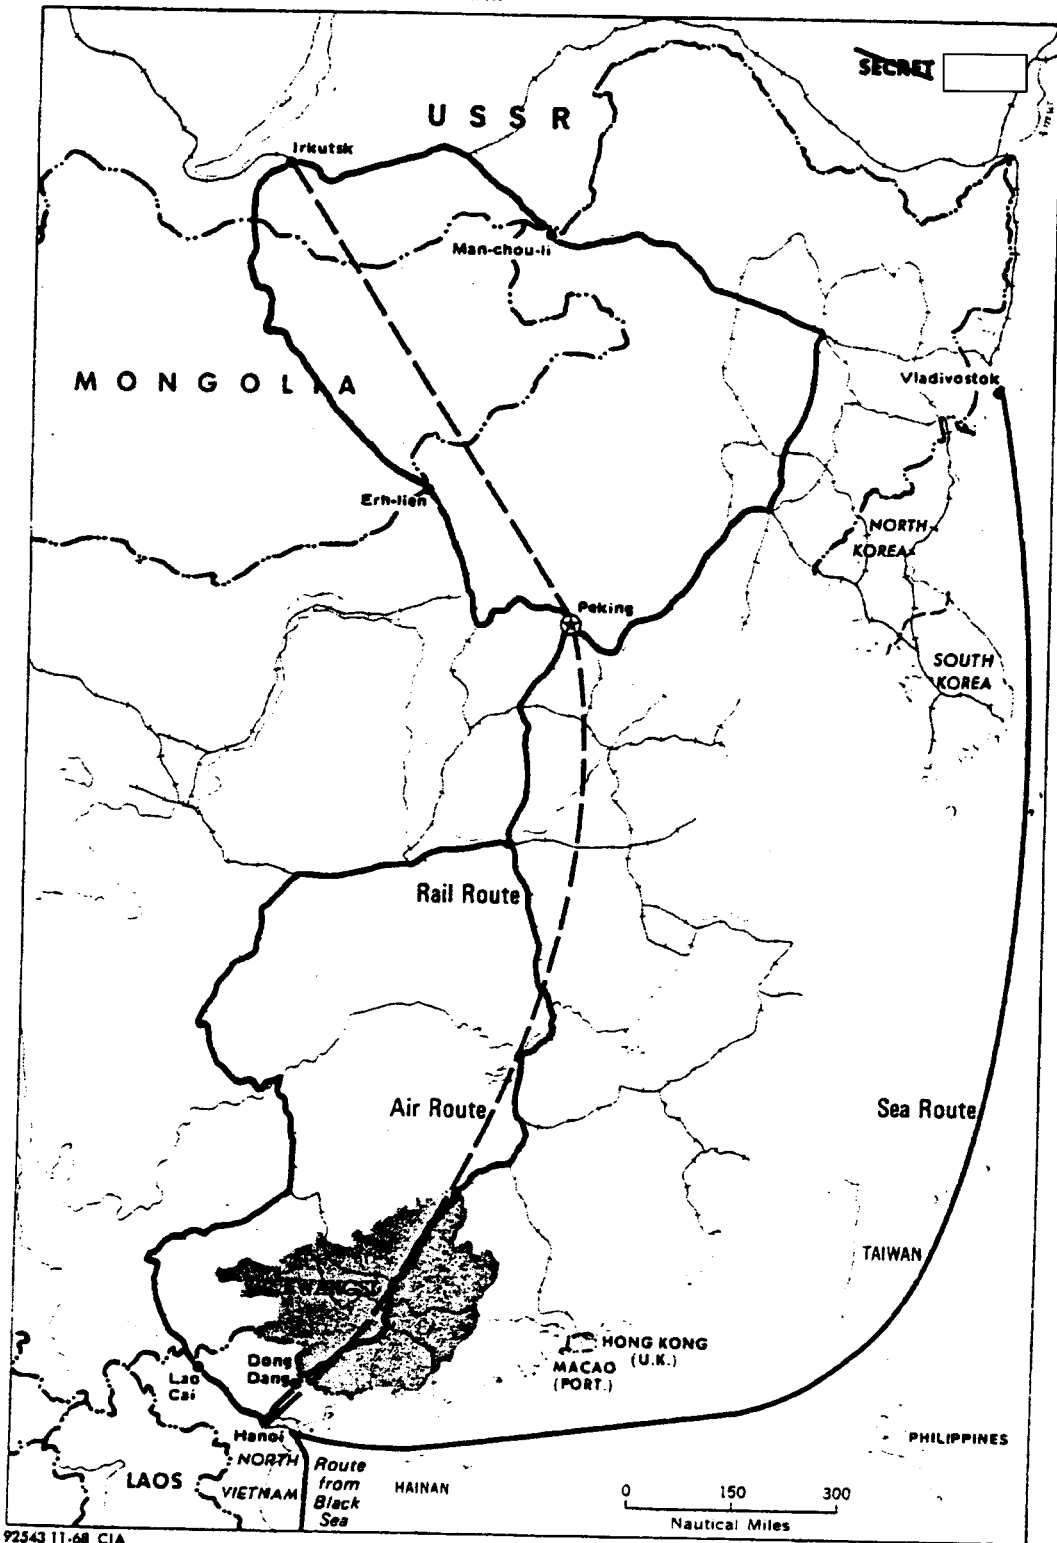 SECRET
USSR
Irkutsk
Man-chou-li
MONGOLIA
Vladivostok
Erh-lien
NORTH
KOREA
Peking
SOUTH
KOREA
Rail Route
Air Route
Sea Route
TAIWAN
KWANGSI
HONG KONG
(U.K.)
MACAO
(PORT.)
Dong
Dang
Lao
Cai
Hanoi
NORTH
VIETNAM
LAOS
Route
from
Black
Sea
HAINAN
PHILIPPINES
0 150 300
Nautical Miles
92543 11-68 CIA